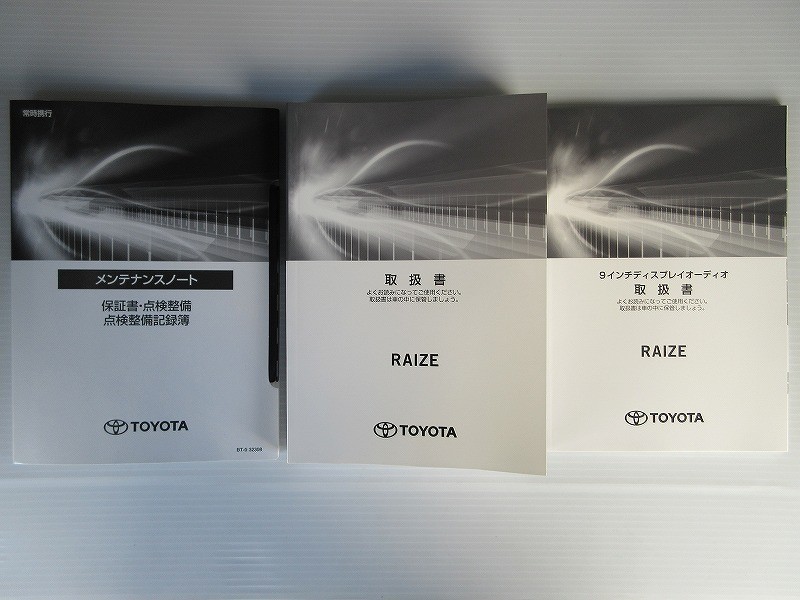 常時携行
メンテナンスノート
保証書・点検整備
点検整備記録簿
TOYOTA
BT-S 3230B
取扱書
よくお読みになってご使用ください。
取扱書は車の中に保管しましょう。
RAIZE
TOYOTA
9インチディスプレイオーディオ
取扱書
よくお読みになってご使用ください。
取扱書は車の中に保管しましょう。
RAIZE
TOYOTA